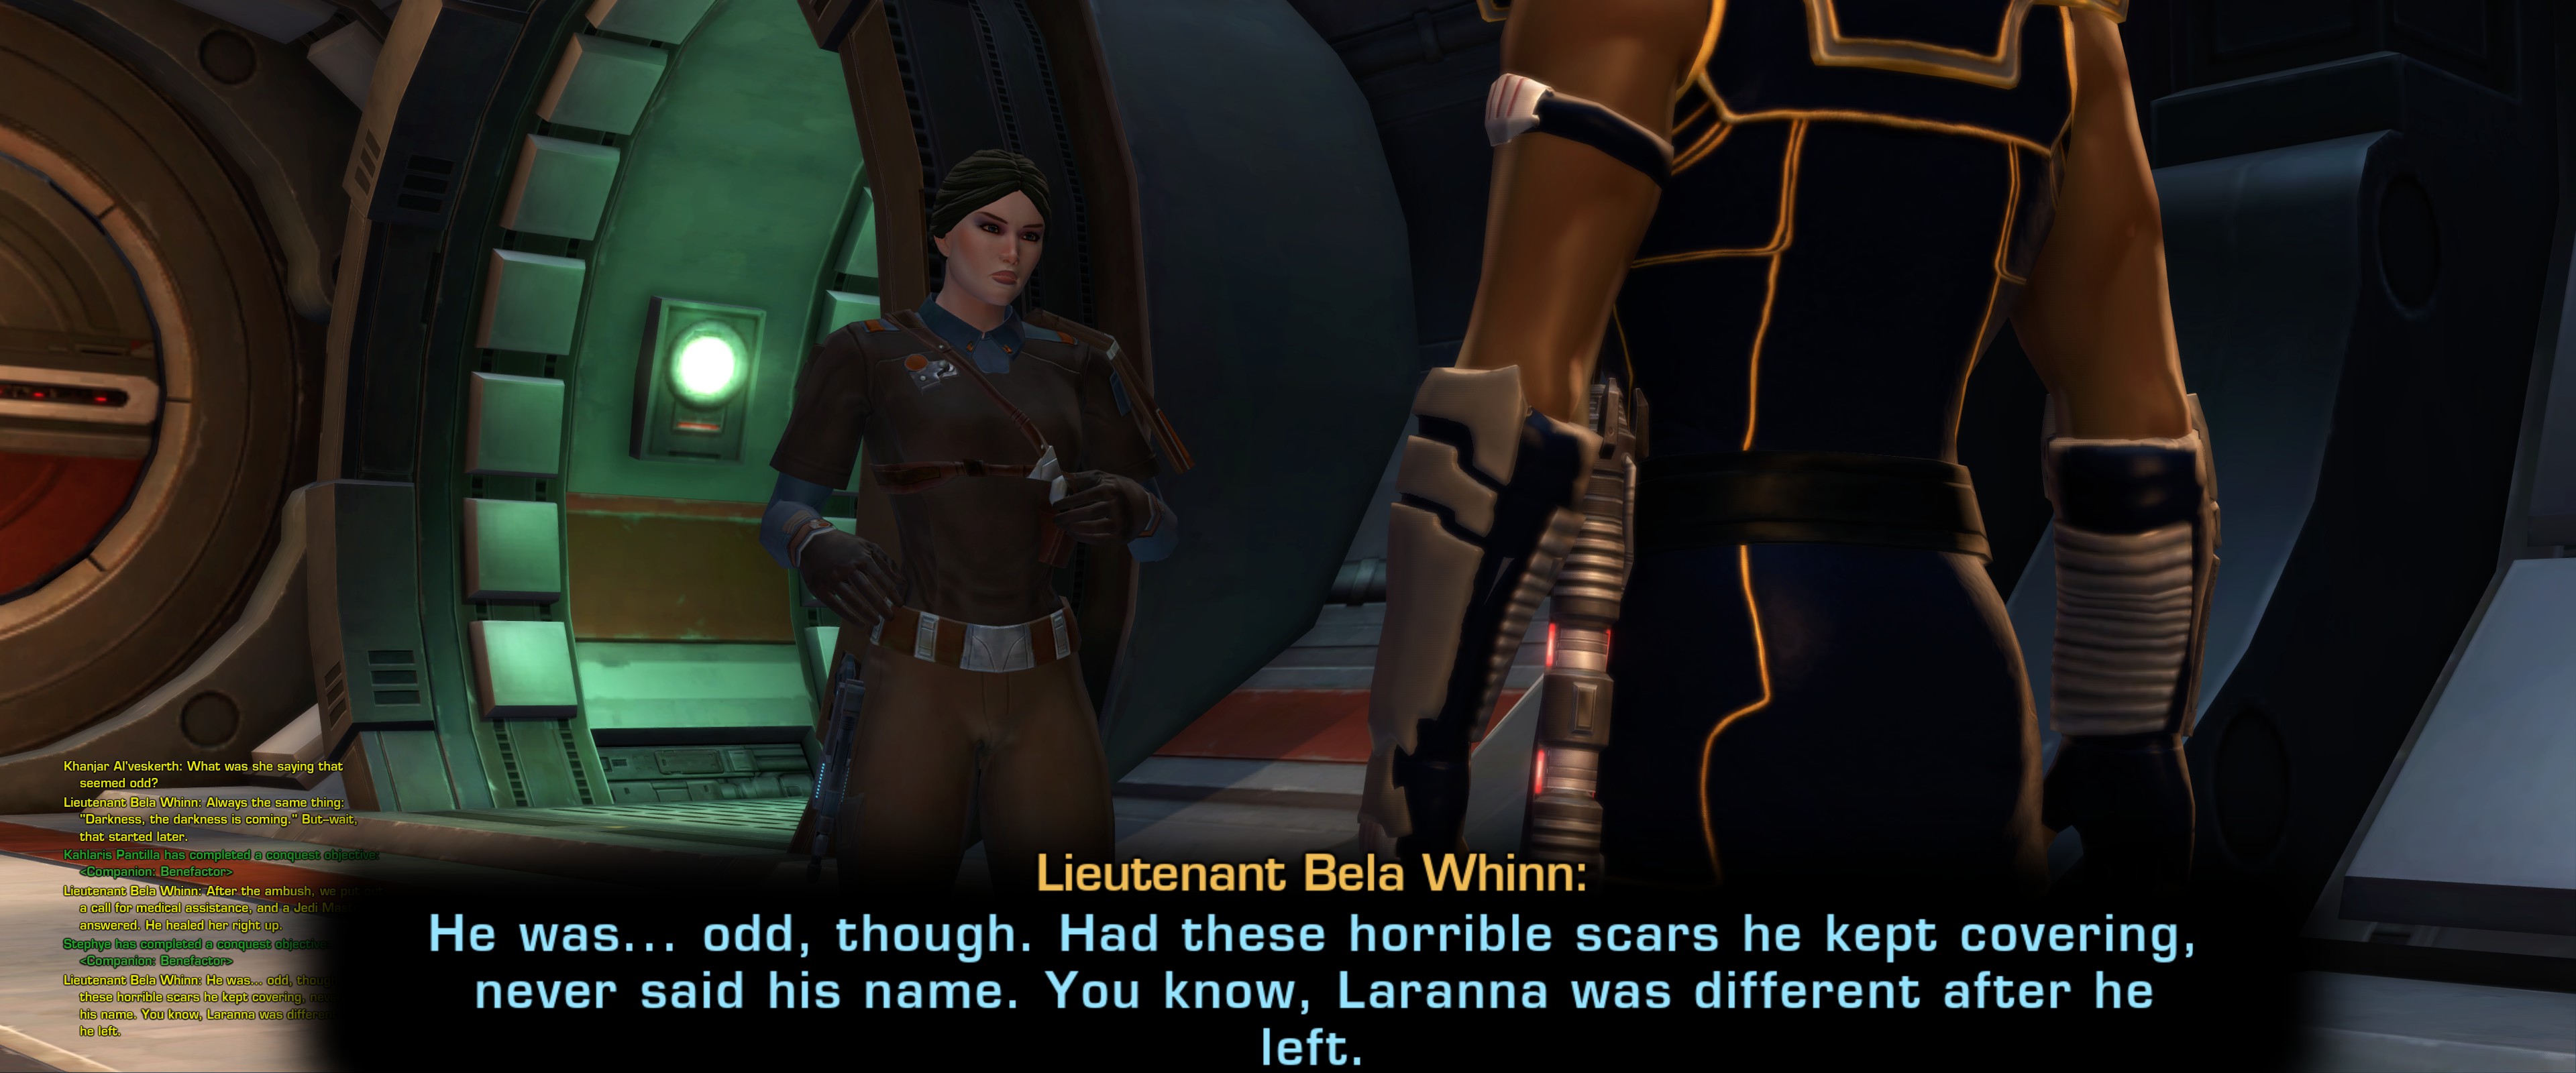 Khanjar Al'veskerth: What was she saying that
seemed odd?
Lieutenant Bela Whinn: Always the same thing:
"Darkness, the darkness is coming." But–wait,
that started later.
Kahlaris Pantilla has completed a conquest objective:
<Companion: Benefactor>
Lieutenant Bela Whinn: After the ambush, we put
a call for medical assistance, and a Jedi
answered. He healed her right up.
Stephye has completed a conquest objective:
<Companion: Benefactor>
Lieutenant Bela Whinn: He was... odd,
these horrible scars he kept covering,
his name. You know, Laranna was
he left.
Lieutenant Bela Whinn:
He was... odd, though. Had these horrible scars he kept covering,
never said his name. You know, Laranna was different after he
left.